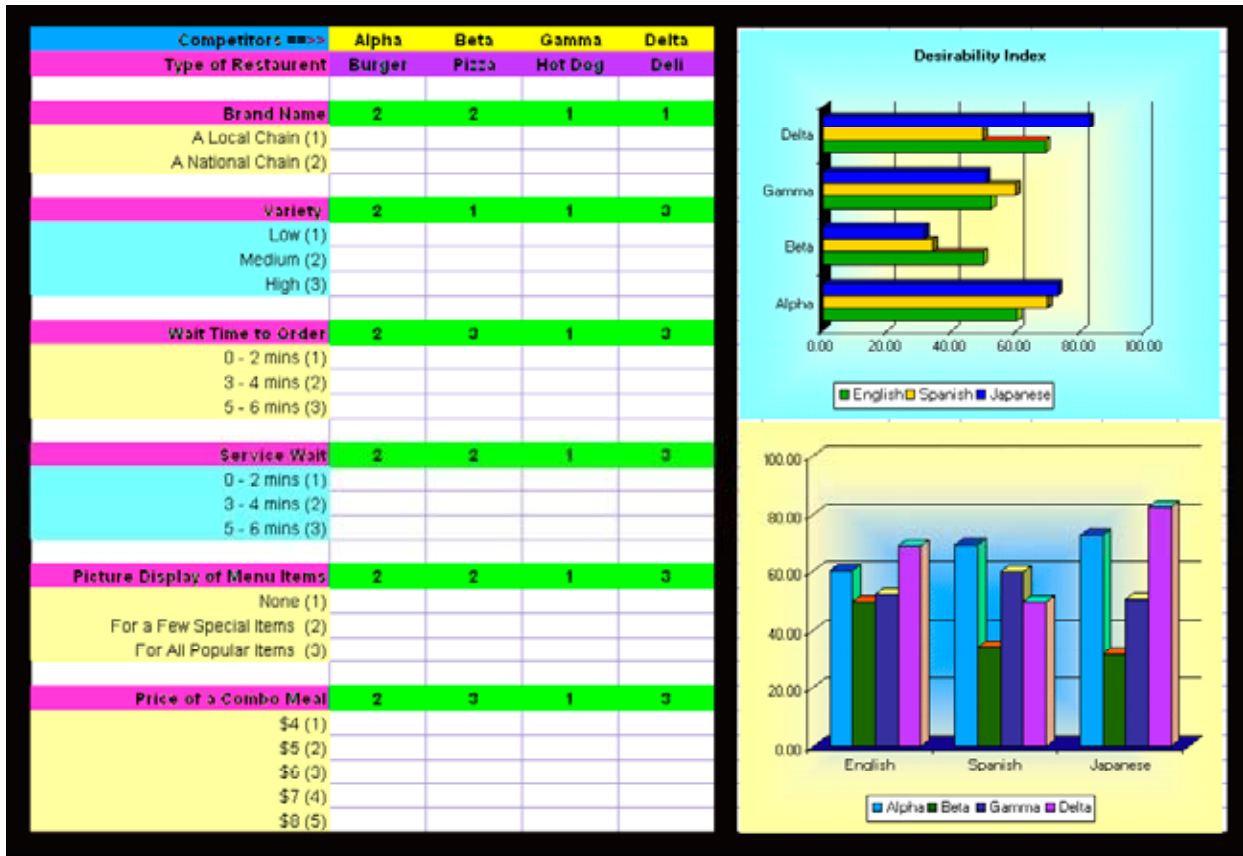 Competitors ==>> Alpha Beta Gamma Delta
Type of Restaurent Burger Pizza Hot Dog Deli
Brand Name 2 2 1 1
A Local Chain (1)
A National Chain (2)
Variety 2 1 1 3
Low (1)
Medium (2)
High (3)
Wait Time to Order 2 3 1 3
0 - 2 mins (1)
3 - 4 mins (2)
5 - 6 mins (3)
Service Wait 2 2 1 3
0 - 2 mins (1)
3 - 4 mins (2)
5 - 6 mins (3)
Picture Display of Menu Items 2 2 1 3
None (1)
For a Few Special Items (2)
For All Popular Items (3)
Price of a Combo Meal 2 3 1 3
$4 (1)
$5 (2)
$6 (3)
$7 (4)
$8 (5)
Desirability Index
Delta
Gamma
Beta
Alpha
0.00 20.00 40.00 60.00 80.00 100.00
English Spanish Japanese
100.00
80.00
60.00
40.00
20.00
0.00
English Spanish Japanese
Alpha Beta Gamma Delta